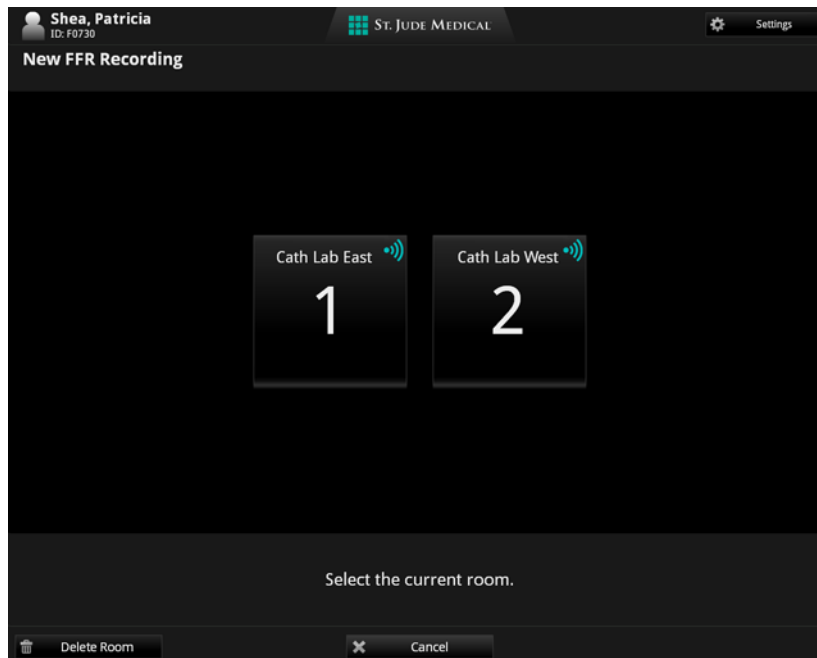 Shea, Patricia
ID: F0730
ST. JUDE MEDICAL
Settings
New FFR Recording
Cath Lab East
1
Cath Lab West
2
Select the current room.
Delete Room
Cancel